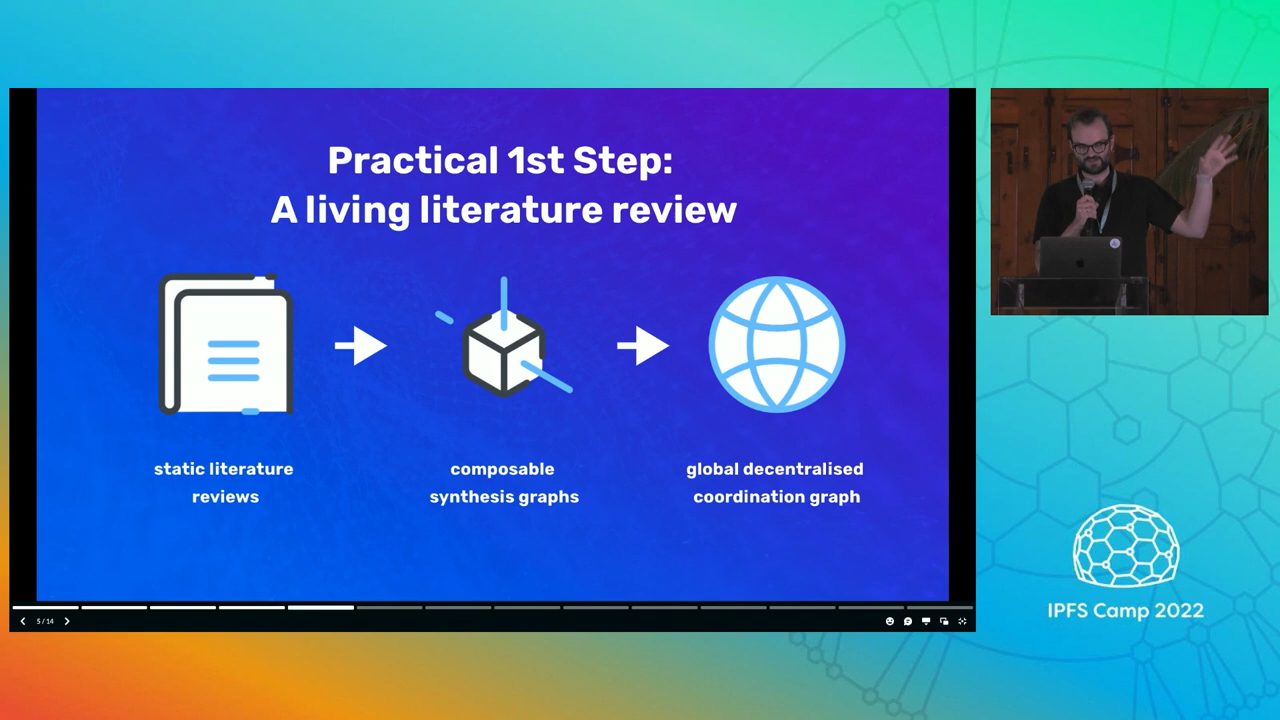 Practical 1st Step:
A living literature review
static literature
reviews
composable
synthesis graphs
global decentralised
coordination graph
5 / 14
IPFS Camp 2022